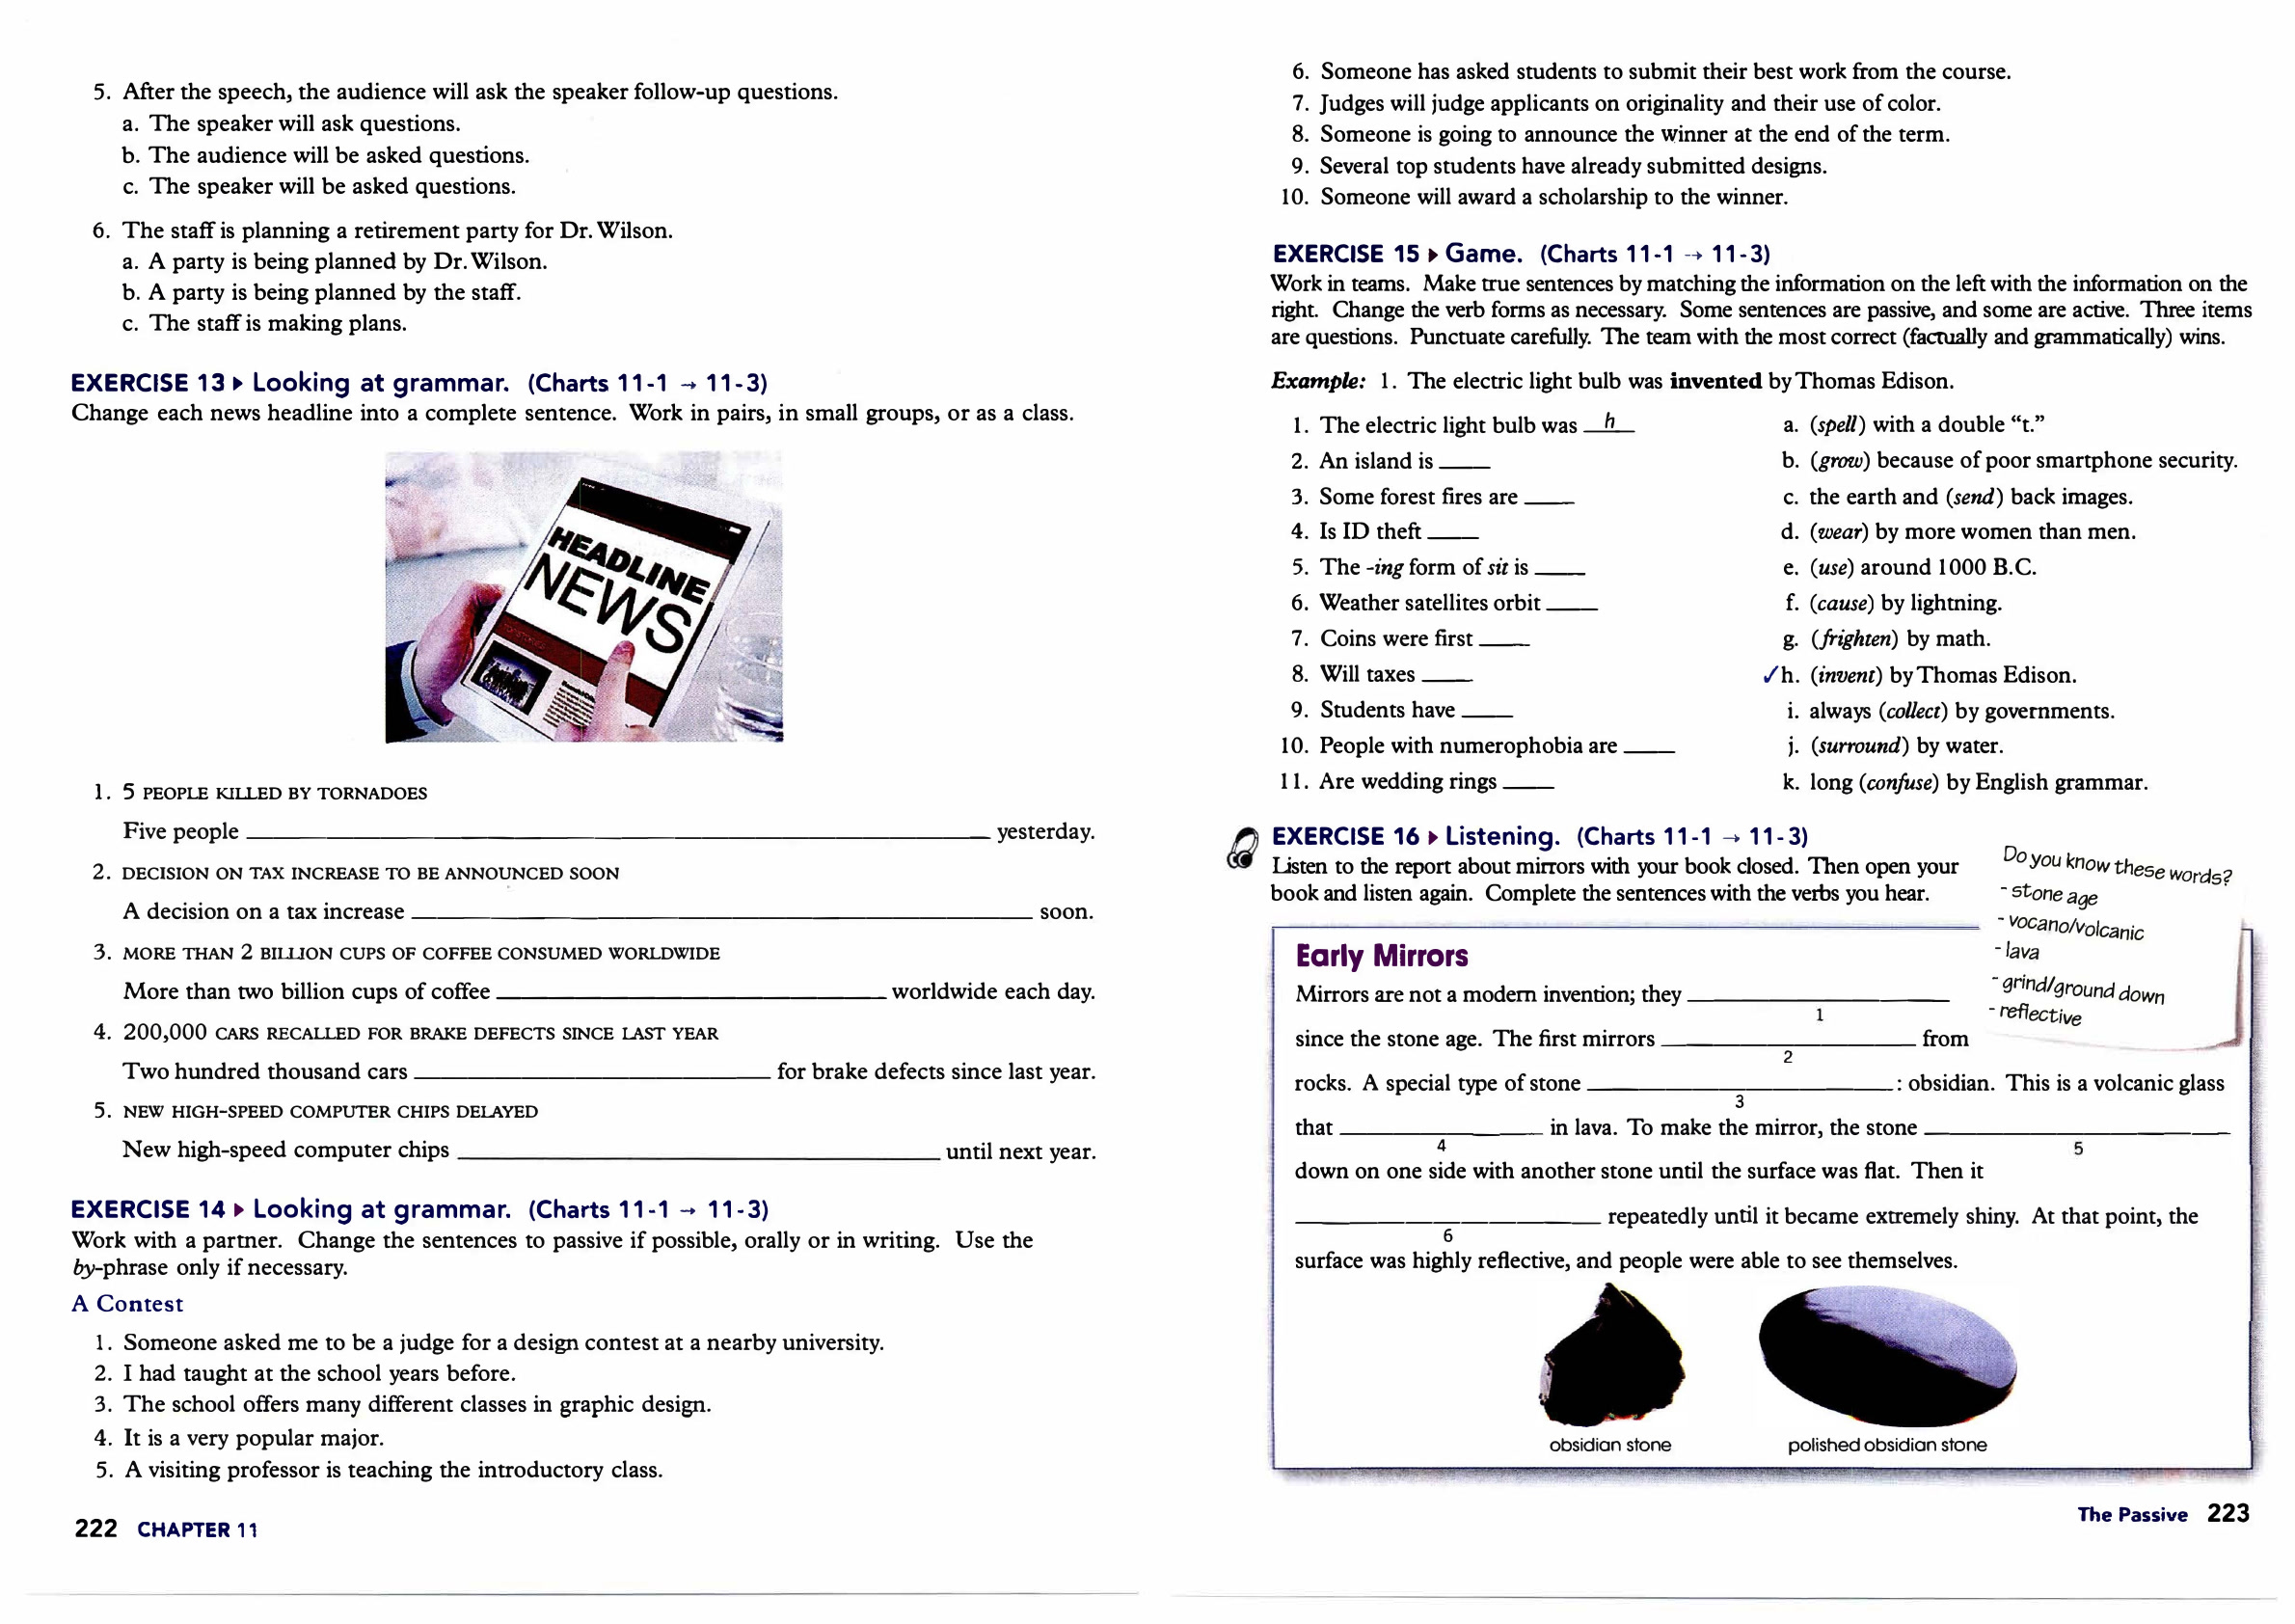 5. After the speech, the audience will ask the speaker follow-up questions.
a. The speaker will ask questions.
b. The audience will be asked questions.
c. The speaker will be asked questions.
6. The staff is planning a retirement party for Dr. Wilson.
a. A party is being planned by Dr. Wilson.
b. A party is being planned by the staff.
c. The staff is making plans.
EXERCISE 13 ▸ Looking at grammar. (Charts 11-1 → 11-3)
Change each news headline into a complete sentence. Work in pairs, in small groups, or as a class.
HEADLINE
NEWS
1. 5 PEOPLE KILLED BY TORNADOES
Five people ____ yesterday.
2. DECISION ON TAX INCREASE TO BE ANNOUNCED SOON
A decision on a tax increase ____ soon.
3. MORE THAN 2 BILLION CUPS OF COFFEE CONSUMED WORLDWIDE
More than two billion cups of coffee ____ worldwide each day.
4. 200,000 CARS RECALLED FOR BRAKE DEFECTS SINCE LAST YEAR
Two hundred thousand cars ____ for brake defects since last year.
5. NEW HIGH-SPEED COMPUTER CHIPS DELAYED
New high-speed computer chips ____ until next year.
EXERCISE 14 ▸ Looking at grammar. (Charts 11-1 → 11-3)
Work with a partner. Change the sentences to passive if possible, orally or in writing. Use the
by-phrase only if necessary.
A Contest
1. Someone asked me to be a judge for a design contest at a nearby university.
2. I had taught at the school years before.
3. The school offers many different classes in graphic design.
4. It is a very popular major.
5. A visiting professor is teaching the introductory class.
222 CHAPTER 11
6. Someone has asked students to submit their best work from the course.
7. Judges will judge applicants on originality and their use of color.
8. Someone is going to announce the winner at the end of the term.
9. Several top students have already submitted designs.
10. Someone will award a scholarship to the winner.
EXERCISE 15 ▸ Game. (Charts 11-1 → 11-3)
Work in teams. Make true sentences by matching the information on the left with the information on the
right. Change the verb forms as necessary. Some sentences are passive, and some are active. Three items
are questions. Punctuate carefully. The team with the most correct (factually and grammatically) wins.
Example: 1. The electric light bulb was invented by Thomas Edison.
1. The electric light bulb was h
2. An island is ____
3. Some forest fires are ____
4. Is ID theft ____
5. The -ing form of sit is ____
6. Weather satellites orbit ____
7. Coins were first ____
8. Will taxes ____
9. Students have ____
10. People with numerophobia are ____
11. Are wedding rings ____
a. (spell) with a double “t.”
b. (grow) because of poor smartphone security.
c. the earth and (send) back images.
d. (wear) by more women than men.
e. (use) around 1000 B.C.
f. (cause) by lightning.
g. (frighten) by math.
✓h. (invent) by Thomas Edison.
i. always (collect) by governments.
j. (surround) by water.
k. long (confuse) by English grammar.
EXERCISE 16 ▸ Listening. (Charts 11-1 → 11-3)
Listen to the report about mirrors with your book closed. Then open your
book and listen again. Complete the sentences with the verbs you hear.
Do you know these words?
- stone age
- vocano/volcanic
- lava
- grind/ground down
- reflective
Early Mirrors
Mirrors are not a modern invention; they ____
1
since the stone age. The first mirrors ____ from
2
rocks. A special type of stone ____ : obsidian. This is a volcanic glass
3
that ____ in lava. To make the mirror, the stone ____
4 5
down on one side with another stone until the surface was flat. Then it
____ repeatedly until it became extremely shiny. At that point, the
6
surface was highly reflective, and people were able to see themselves.
obsidian stone polished obsidian stone
The Passive 223